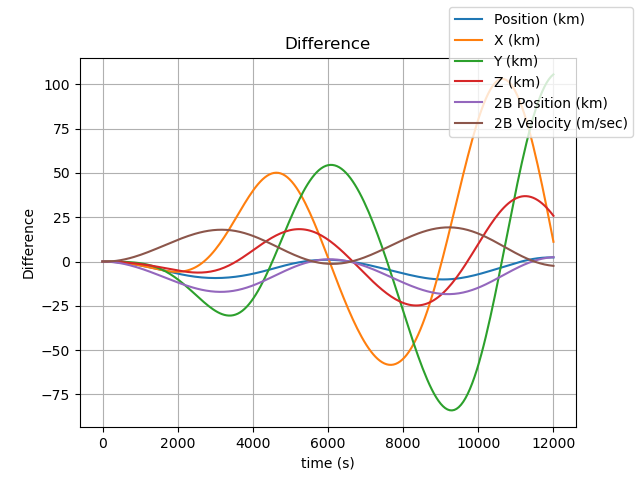 Difference
Position (km)
X (km)
Y (km)
Z (km)
2B Position (km)
2B Velocity (m/sec)
100
75
50
25
0
−25
−50
−75
Difference
0
2000
4000
6000
8000
10000
12000
time (s)